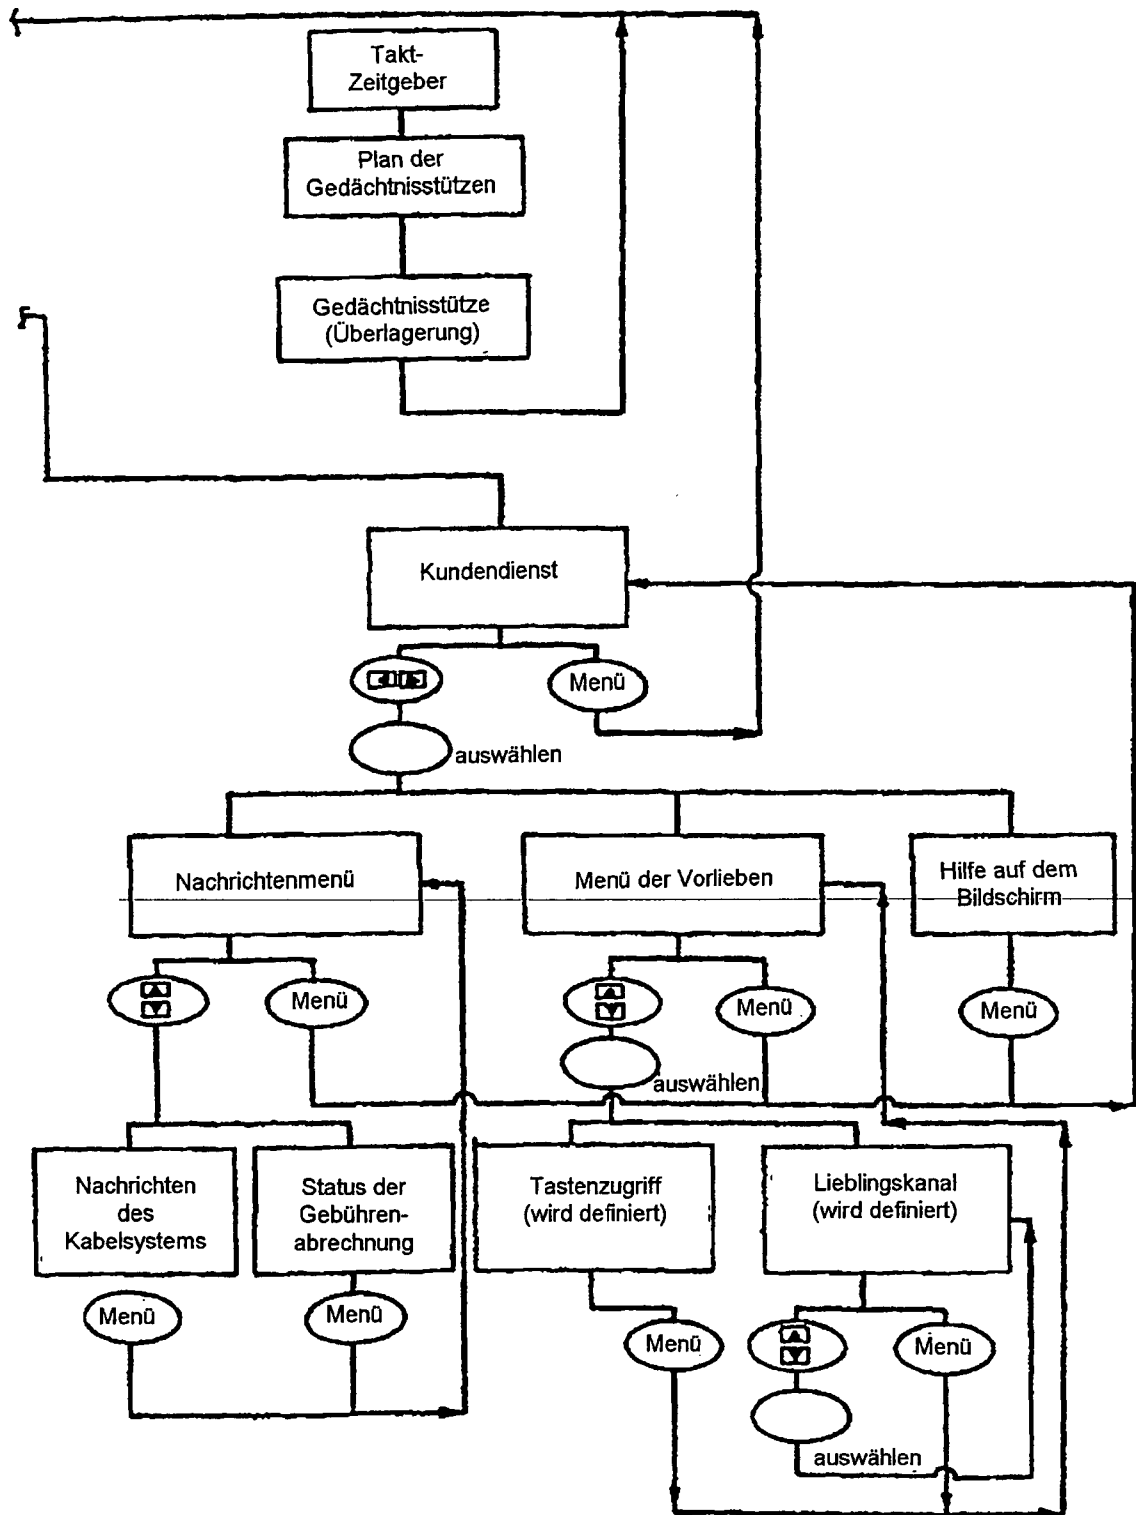 Takt-
Zeitgeber
Plan der
Gedächtnisstützen
Gedächtnisstütze
(Überlagerung)
Kundendienst
Menü
auswählen
Nachrichtenmenü
Menü der Vorlieben
Hilfe auf dem
Bildschirm
Menü
Menü
Menü
auswählen
Nachrichten
des
Kabelsystems
Status der
Gebühren-
abrechnung
Tastenzugriff
(wird definiert)
Lieblingskanal
(wird definiert)
Menü
Menü
Menü
Menü
auswählen